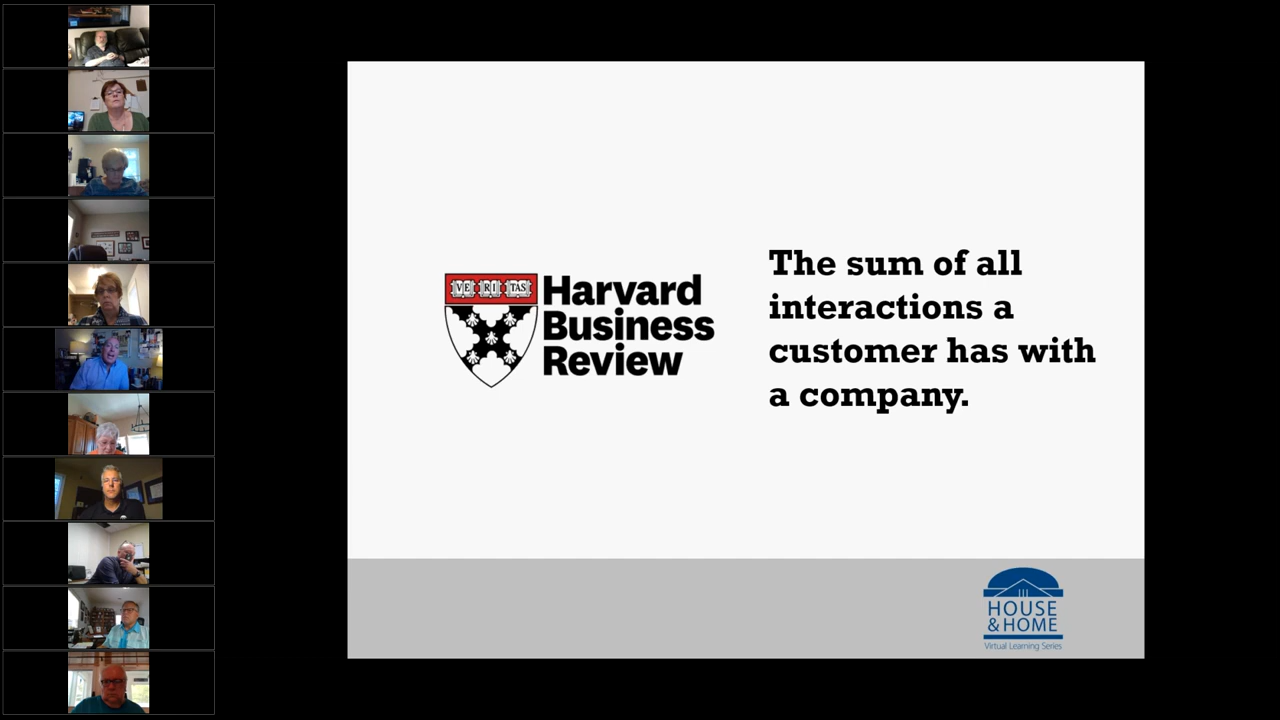 VE RI TAS
Harvard
Business
Review
The sum of all
interactions a
customer has with
a company.
HOUSE
& HOME
Virtual Learning Series